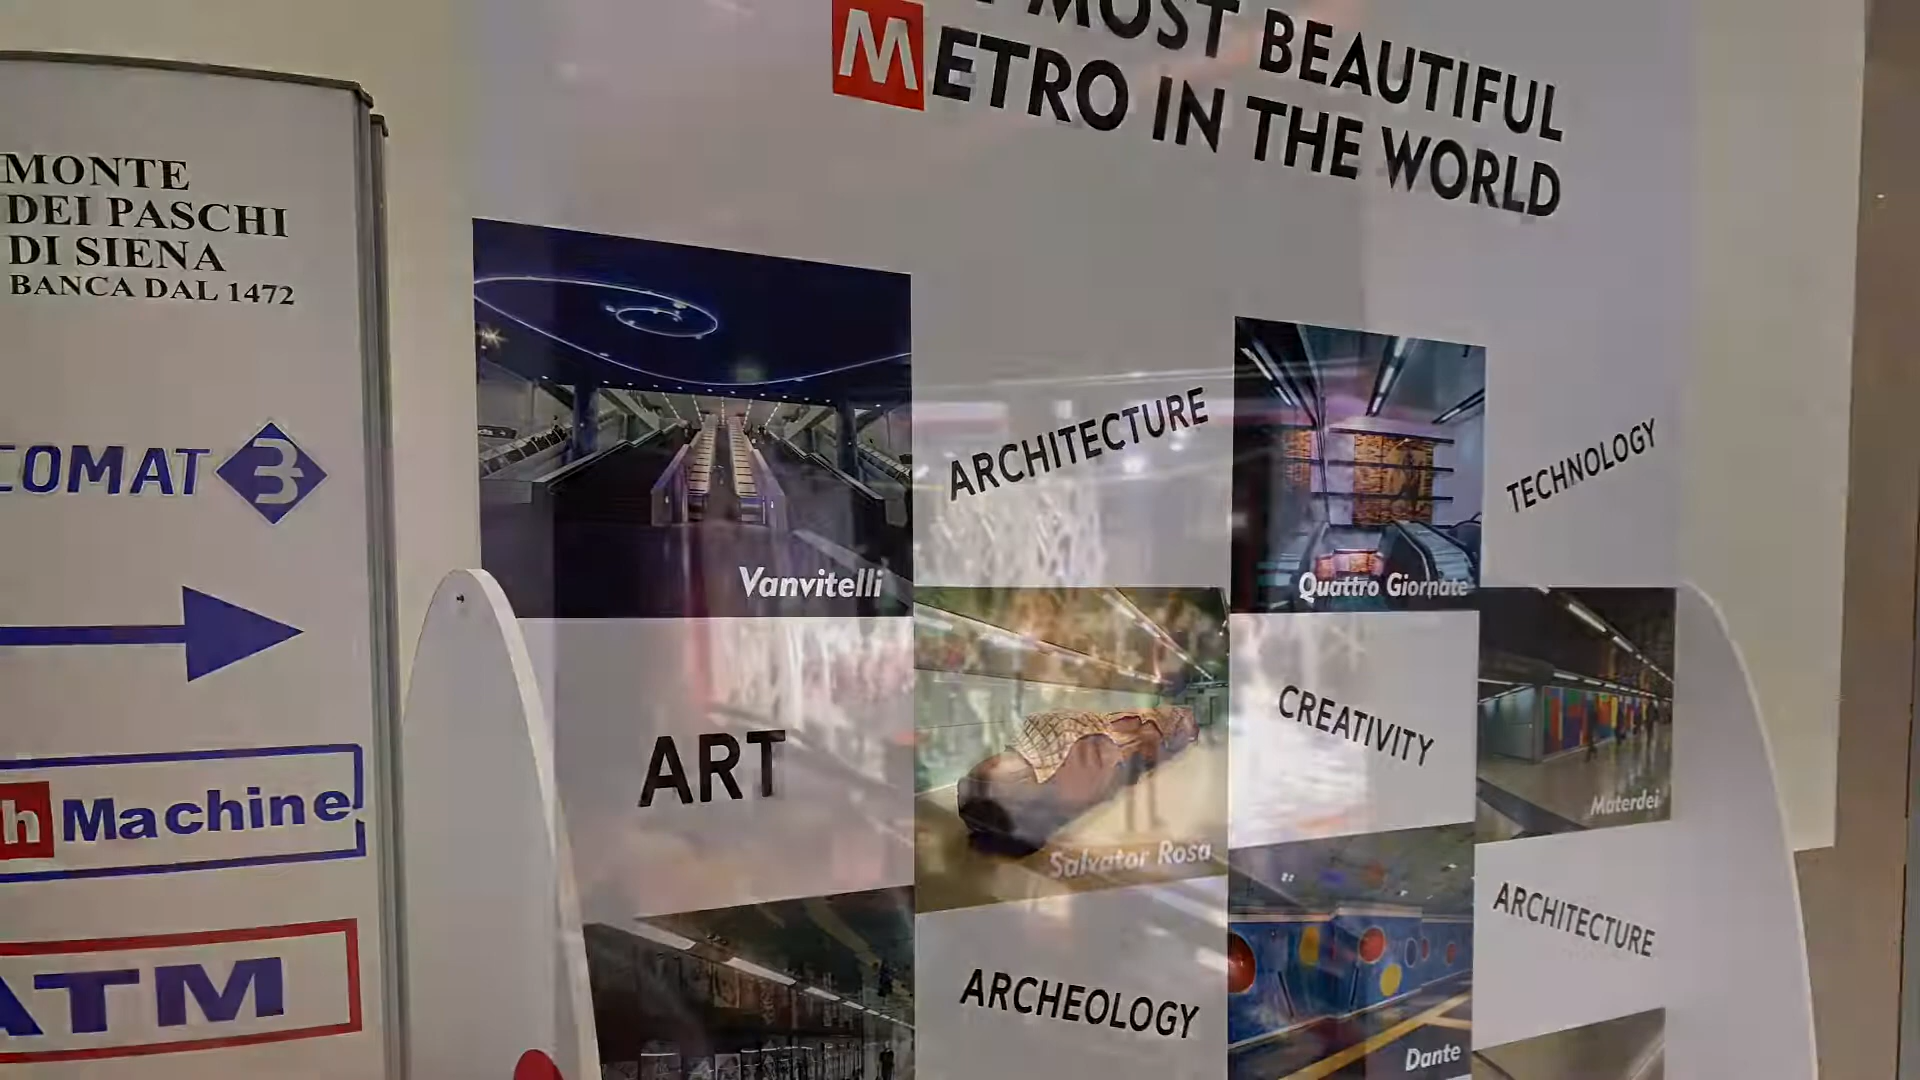 MONTE
DEI PASCHI
DI SIENA
BANCA DAL 1472
COMAT
h Machine
ATM
MOST BEAUTIFUL
METRO IN THE WORLD
Vanvitelli
ARCHITECTURE
Quattro Giornate
TECHNOLOGY
ART
Salvator Rosa
CREATIVITY
Materdei
ARCHEOLOGY
Dante
ARCHITECTURE